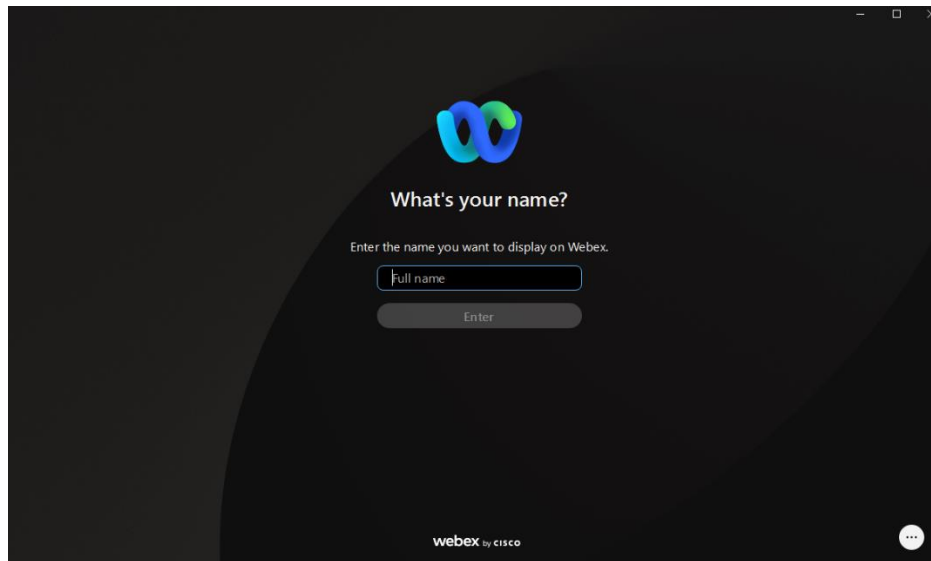 What's your name?
Enter the name you want to display on Webex.
Full name
Enter
webex by CISCO